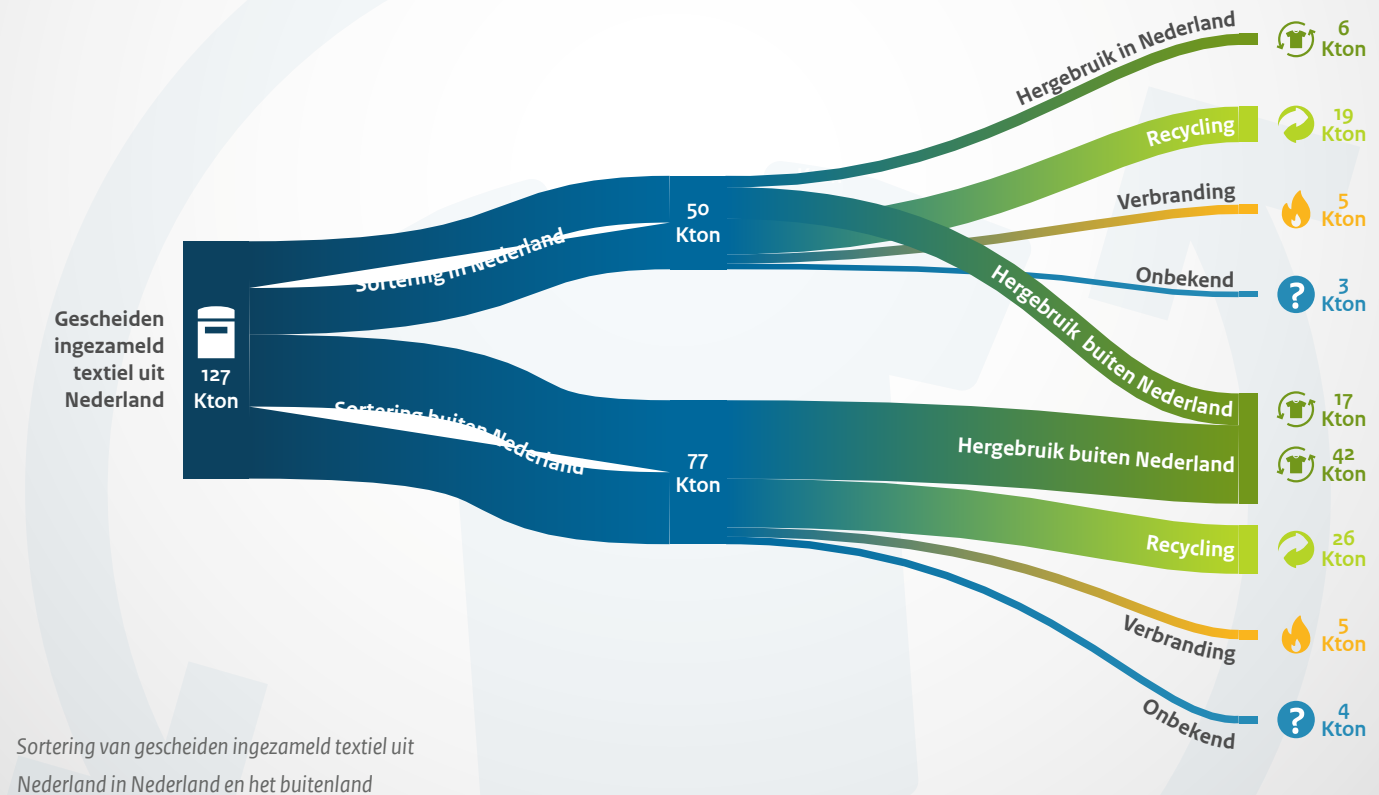 Gescheiden
ingezameld
textiel uit
Nederland
127
Kton
Sortering in Nederland
Sortering buiten Nederland
50
Kton
77
Kton
Hergebruik in Nederland
6
Kton
Recycling
19
Kton
Verbranding
5
Kton
Onbekend
?
3
Kton
Hergebruik buiten Nederland
17
Kton
Hergebruik buiten Nederland
42
Kton
Recycling
26
Kton
Verbranding
5
Kton
Onbekend
?
4
Kton
Sortering van gescheiden ingezameld textiel uit
Nederland in Nederland en het buitenland